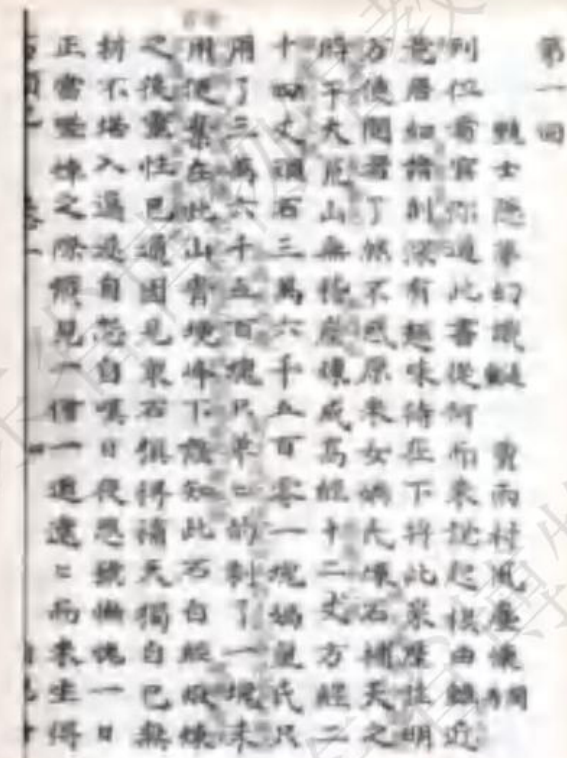 第一回
甄士隱夢幻識通靈 賈雨村風塵懷閨秀
列位看官你道此書從何而來說起根由雖近
荒唐細諳則深有趣味待在下將此來歷註明
方使閱者了然不惑原來女媧氏煉石補天之
時于大荒山無稽崖煉成高經十二丈方經二
十四丈頑石三萬六千五百零一塊媧皇氏只
用了三萬六千五百塊只單〻的剩了一塊未
用便棄在此山青埂峰下誰知此石自經煅煉
之後靈性已通因見衆石俱得補天獨自己無
材不堪入選遂自怨自嘆日夜悲號慚愧一日
正當嗟悼之際俄見一僧一道遠〻而來生得